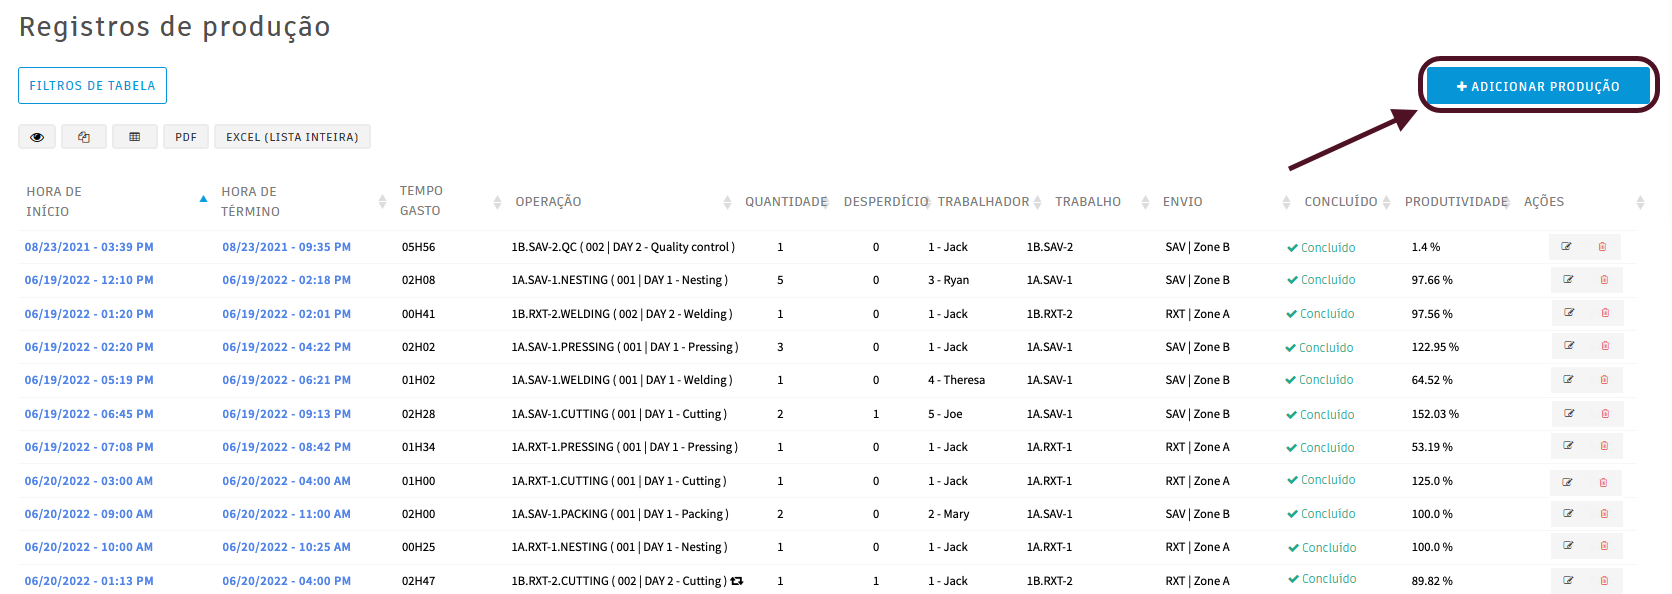 Registros de produção
FILTROS DE TABELA
ADICIONAR PRODUÇÃO
PDF EXCEL (LISTA INTEIRA)
HORA DE INÍCIO HORA DE TÉRMINO TEMPO GASTO OPERAÇÃO QUANTIDADE DESPERDÍCIO TRABALHADOR TRABALHO ENVIO CONCLUÍDO PRODUTIVIDADE AÇÕES
08/23/2021 - 03:39 PM 08/23/2021 - 09:35 PM 05H56 1B.SAV-2.QC ( 002 | DAY 2 - Quality control ) 1 0 1 - Jack 1B.SAV-2 SAV | Zone B Concluído 1.4 %
06/19/2022 - 12:10 PM 06/19/2022 - 02:18 PM 02H08 1A.SAV-1.NESTING ( 001 | DAY 1 - Nesting ) 5 0 3 - Ryan 1A.SAV-1 SAV | Zone B Concluído 97.66 %
06/19/2022 - 01:20 PM 06/19/2022 - 02:01 PM 00H41 1B.RXT-2.WELDING ( 002 | DAY 2 - Welding ) 1 0 1 - Jack 1B.RXT-2 RXT | Zone A Concluído 97.56 %
06/19/2022 - 02:20 PM 06/19/2022 - 04:22 PM 02H02 1A.SAV-1.PRESSING ( 001 | DAY 1 - Pressing ) 3 0 1 - Jack 1A.SAV-1 SAV | Zone B Concluído 122.95 %
06/19/2022 - 05:19 PM 06/19/2022 - 06:21 PM 01H02 1A.SAV-1.WELDING ( 001 | DAY 1 - Welding ) 1 0 4 - Theresa 1A.SAV-1 SAV | Zone B Concluído 64.52 %
06/19/2022 - 06:45 PM 06/19/2022 - 09:13 PM 02H28 1A.SAV-1.CUTTING ( 001 | DAY 1 - Cutting ) 2 1 5 - Joe 1A.SAV-1 SAV | Zone B Concluído 152.03 %
06/19/2022 - 07:08 PM 06/19/2022 - 08:42 PM 01H34 1A.RXT-1.PRESSING ( 001 | DAY 1 - Pressing ) 1 0 1 - Jack 1A.RXT-1 RXT | Zone A Concluído 53.19 %
06/20/2022 - 03:00 AM 06/20/2022 - 04:00 AM 01H00 1A.RXT-1.CUTTING ( 001 | DAY 1 - Cutting ) 1 0 1 - Jack 1A.RXT-1 RXT | Zone A Concluído 125.0 %
06/20/2022 - 09:00 AM 06/20/2022 - 11:00 AM 02H00 1A.SAV-1.PACKING ( 001 | DAY 1 - Packing ) 2 0 2 - Mary 1A.SAV-1 SAV | Zone B Concluído 100.0 %
06/20/2022 - 10:00 AM 06/20/2022 - 10:25 AM 00H25 1A.RXT-1.NESTING ( 001 | DAY 1 - Nesting ) 1 0 1 - Jack 1A.RXT-1 RXT | Zone A Concluído 100.0 %
06/20/2022 - 01:13 PM 06/20/2022 - 04:00 PM 02H47 1B.RXT-2.CUTTING ( 002 | DAY 2 - Cutting ) 1 1 1 - Jack 1B.RXT-2 RXT | Zone A Concluído 89.82 %